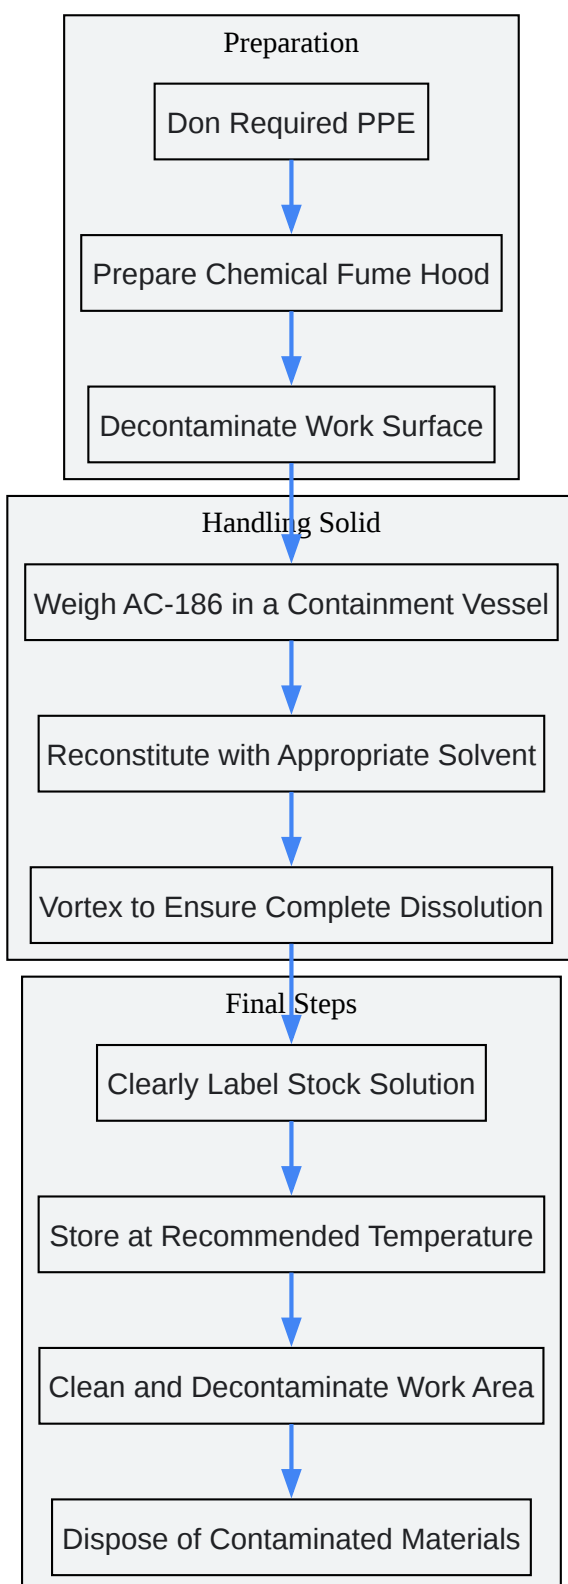 Preparation
Don Required PPE
Prepare Chemical Fume Hood
Decontaminate Work Surface
Handling Solid
Weigh AC-186 in a Containment Vessel
Reconstitute with Appropriate Solvent
Vortex to Ensure Complete Dissolution
Final Steps
Clearly Label Stock Solution
Store at Recommended Temperature
Clean and Decontaminate Work Area
Dispose of Contaminated Materials